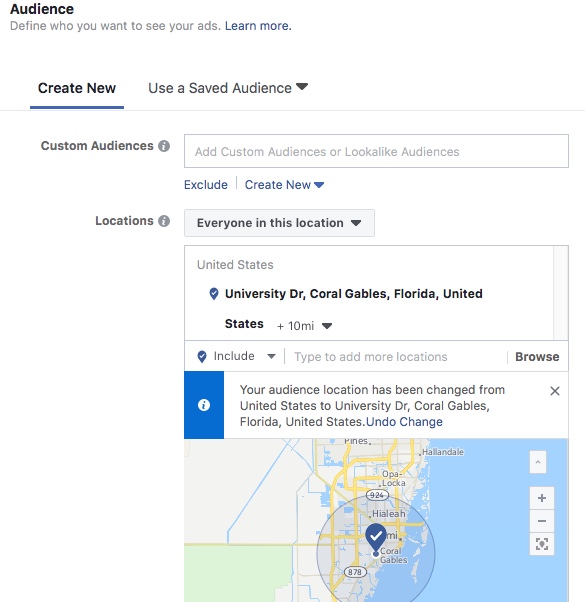 Audience
Define who you want to see your ads. Learn more.
Create New
Use a Saved Audience
Custom Audiences
Add Custom Audiences or Lookalike Audiences
Exclude
Create New
Locations
Everyone in this location
United States
University Dr, Coral Gables, Florida, United
States + 10mi
Include
Type to add more locations
Browse
Your audience location has been changed from
United States to University Dr, Coral Gables,
Florida, United States.Undo Change
Pines
Hallandale
Opa-
Locka
924
Hialeah
mi
Coral
Gables
878